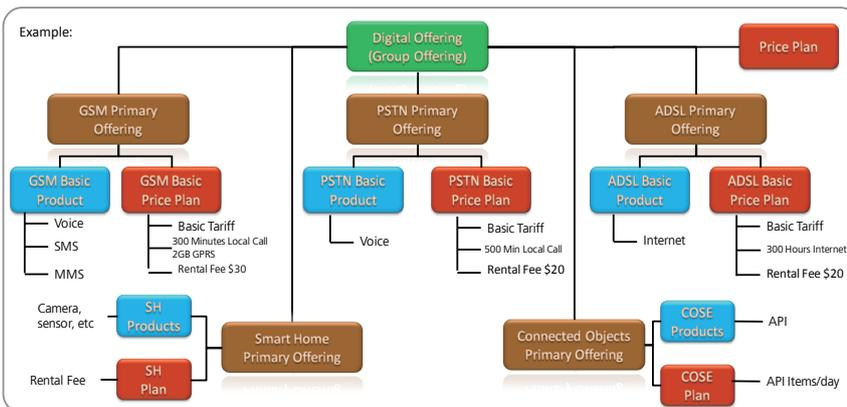 Example:
Digital Offering
(Group Offering)
Price Plan
GSM Primary
Offering
PSTN Primary
Offering
ADSL Primary
Offering
GSM Basic
Product
GSM Basic
Price Plan
PSTN Basic
Product
PSTN Basic
Price Plan
ADSL Basic
Product
ADSL Basic
Price Plan
Voice
SMS
MMS
Basic Tariff
300 Minutes Local Call
2GB GPRS
Rental Fee $30
Voice
Basic Tariff
500 Min Local Call
Rental Fee $20
Internet
Basic Tariff
300 Hours Internet
Rental Fee $20
Camera,
sensor, etc
SH
Products
Rental Fee
SH
Plan
Smart Home
Primary Offering
Connected Objects
Primary Offering
COSE
Products
API
COSE
Plan
API Items/day